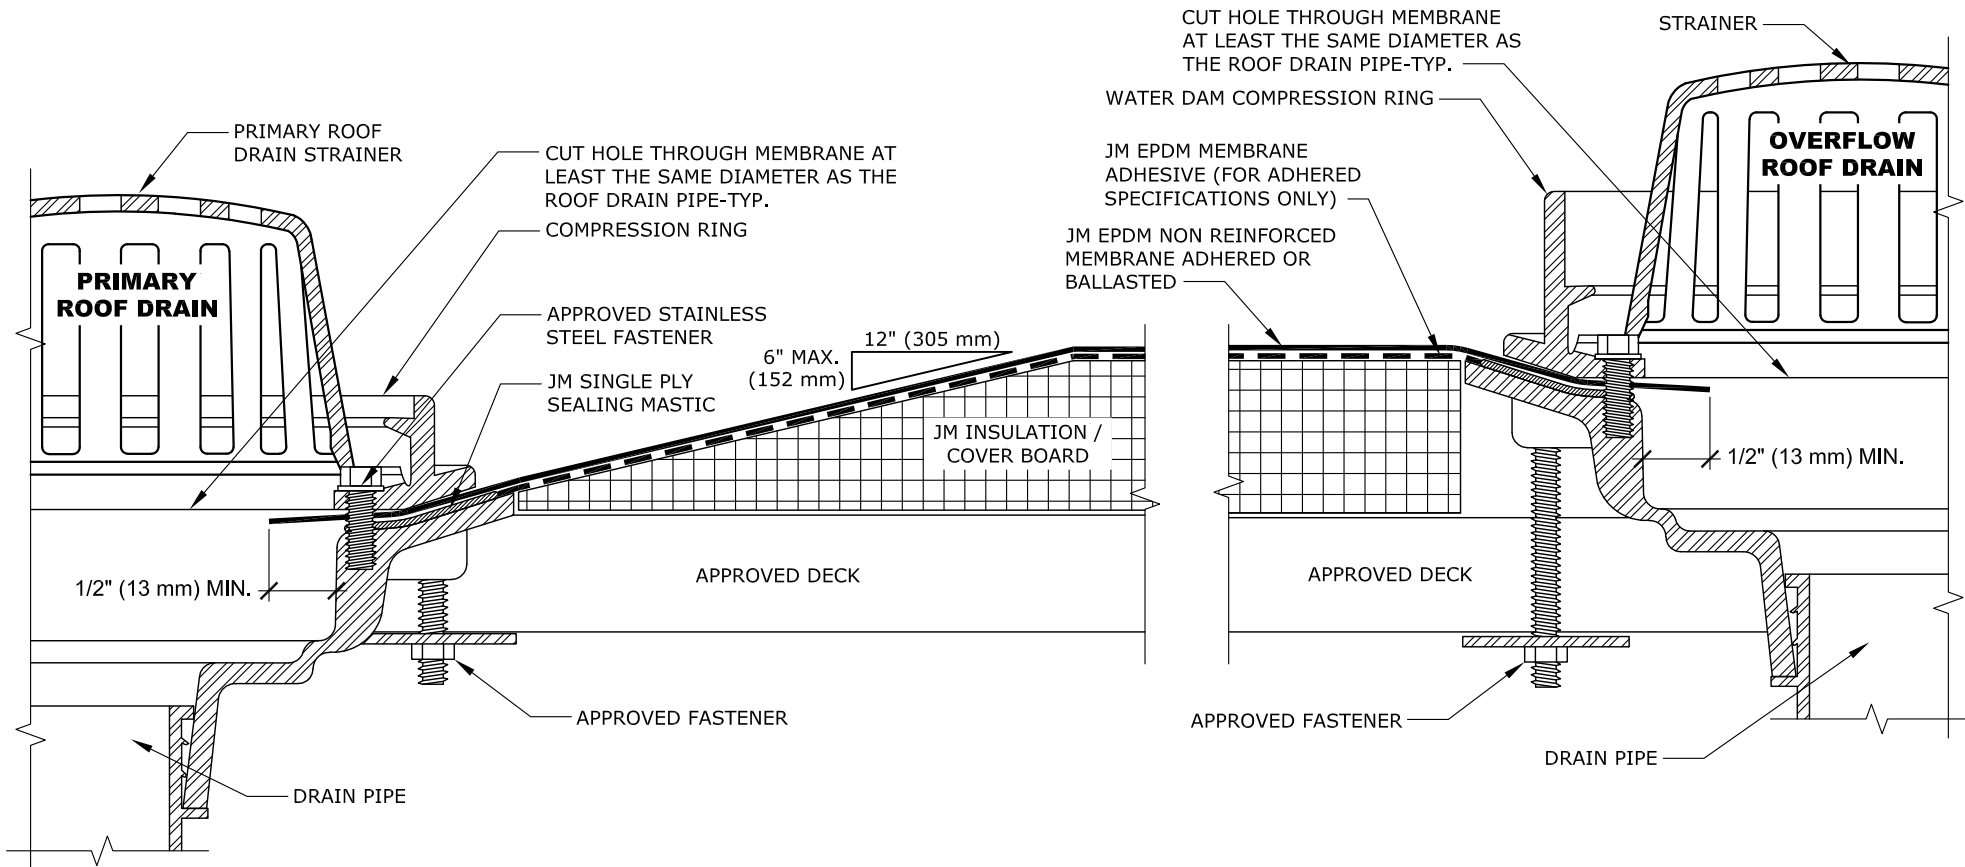 CUT HOLE THROUGH MEMBRANE
AT LEAST THE SAME DIAMETER AS
THE ROOF DRAIN PIPE-TYP.
STRAINER
WATER DAM COMPRESSION RING
PRIMARY ROOF
DRAIN STRAINER
CUT HOLE THROUGH MEMBRANE AT
LEAST THE SAME DIAMETER AS THE
ROOF DRAIN PIPE-TYP.
COMPRESSION RING
JM EPDM MEMBRANE
ADHESIVE (FOR ADHERED
SPECIFICATIONS ONLY)
OVERFLOW
ROOF DRAIN
JM EPDM NON REINFORCED
MEMBRANE ADHERED OR
BALLASTED
PRIMARY
ROOF DRAIN
APPROVED STAINLESS
STEEL FASTENER
12" (305 mm)
6" MAX.
(152 mm)
JM SINGLE PLY
SEALING MASTIC
JM INSULATION /
COVER BOARD
1/2" (13 mm) MIN.
1/2" (13 mm) MIN.
APPROVED DECK
APPROVED DECK
APPROVED FASTENER
APPROVED FASTENER
DRAIN PIPE
DRAIN PIPE